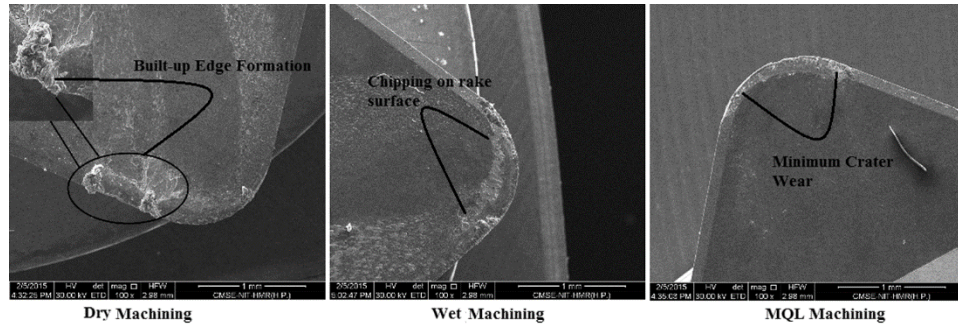 Built-up Edge Formation
Chipping on rake
surface
Minimum Crater
Wear
2/5/2015 HV det mag □ HFW 1 mm
4:32:25 PM 30.00 kV ETD 100 x 2.98 mm CMSE-NIT-HMR(H.P.)
2/5/2015 HV det mag □ HFW 1 mm
5:02:47 PM 30.00 kV ETD 100 x 2.98 mm CMSE-NIT-HMR(H.P.)
2/5/2015 HV det mag □ HFW 1 mm
4:35:08 PM 30.00 kV ETD 100 x 2.98 mm CMSE-NIT-HMR(H.P.)
Dry Machining
Wet Machining
MQL Machining